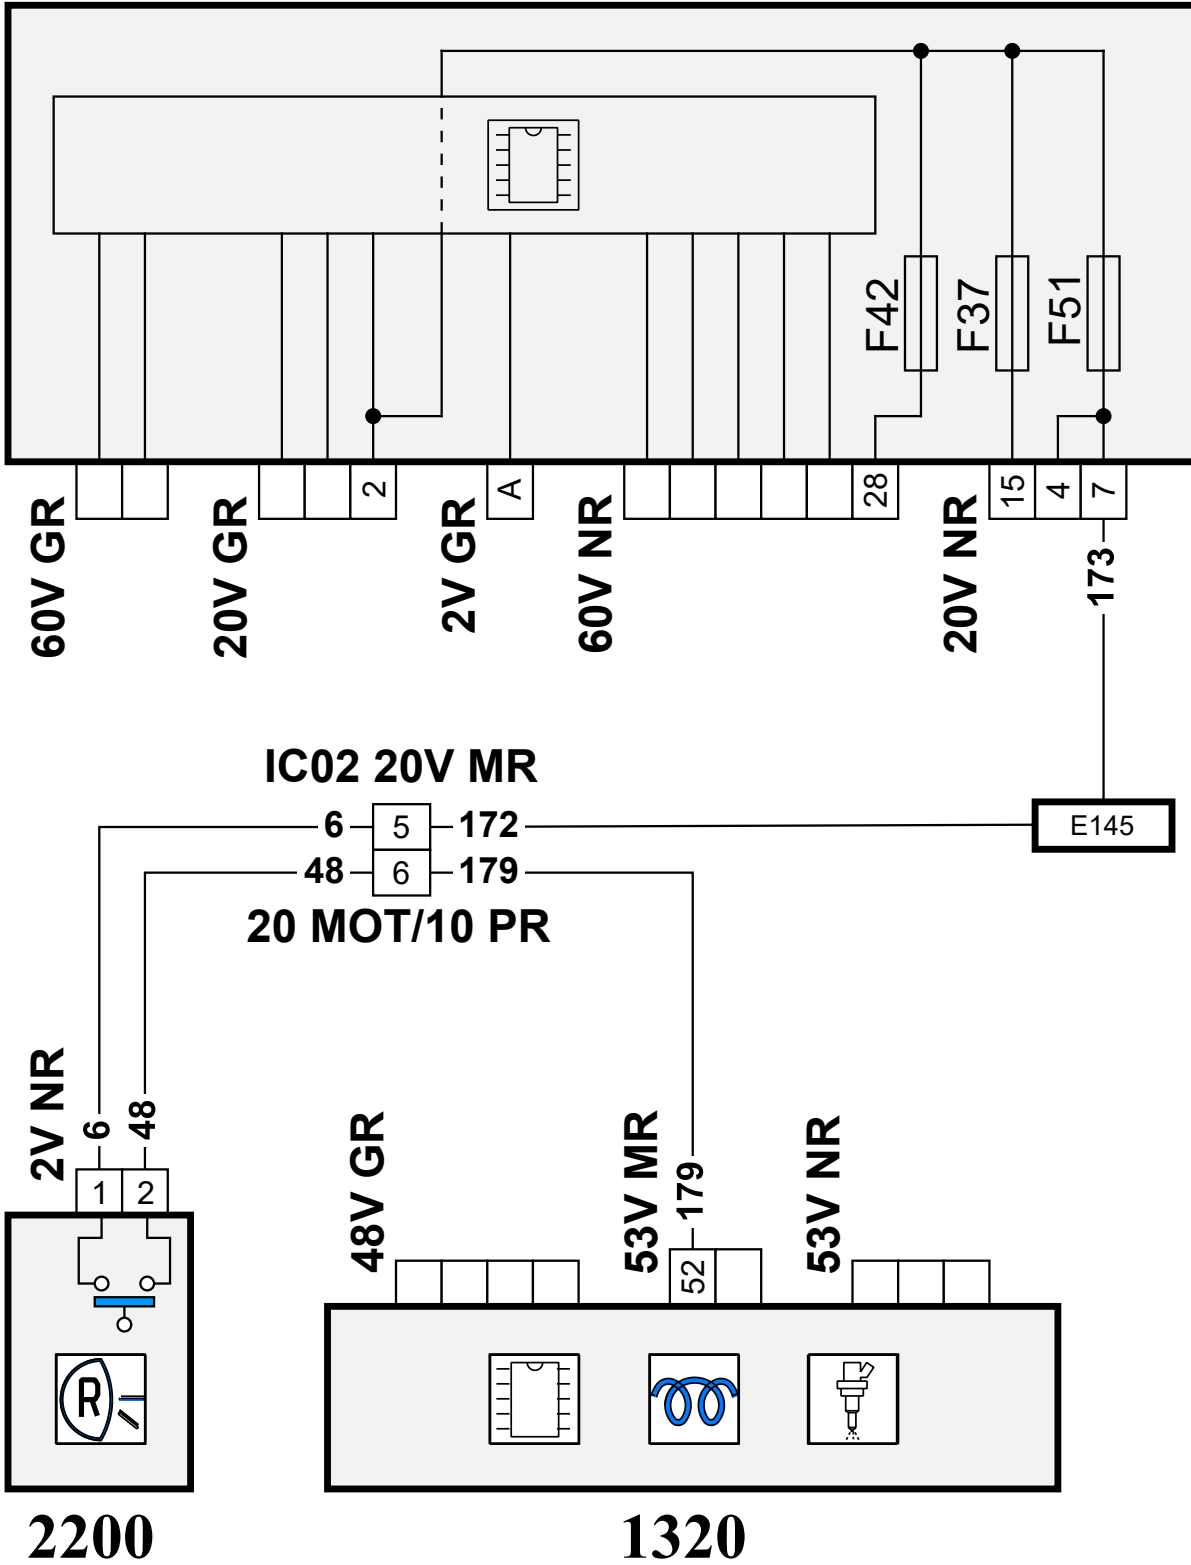 F42
F37
F51
2
A
28
15
4
7
60V GR
20V GR
2V GR
60V NR
20V NR
173
IC02 20V MR
6
5
172
E145
48
6
179
20 MOT/10 PR
2V NR
6
48
48V GR
53V MR
179
53V NR
1
2
52
R
2200
1320